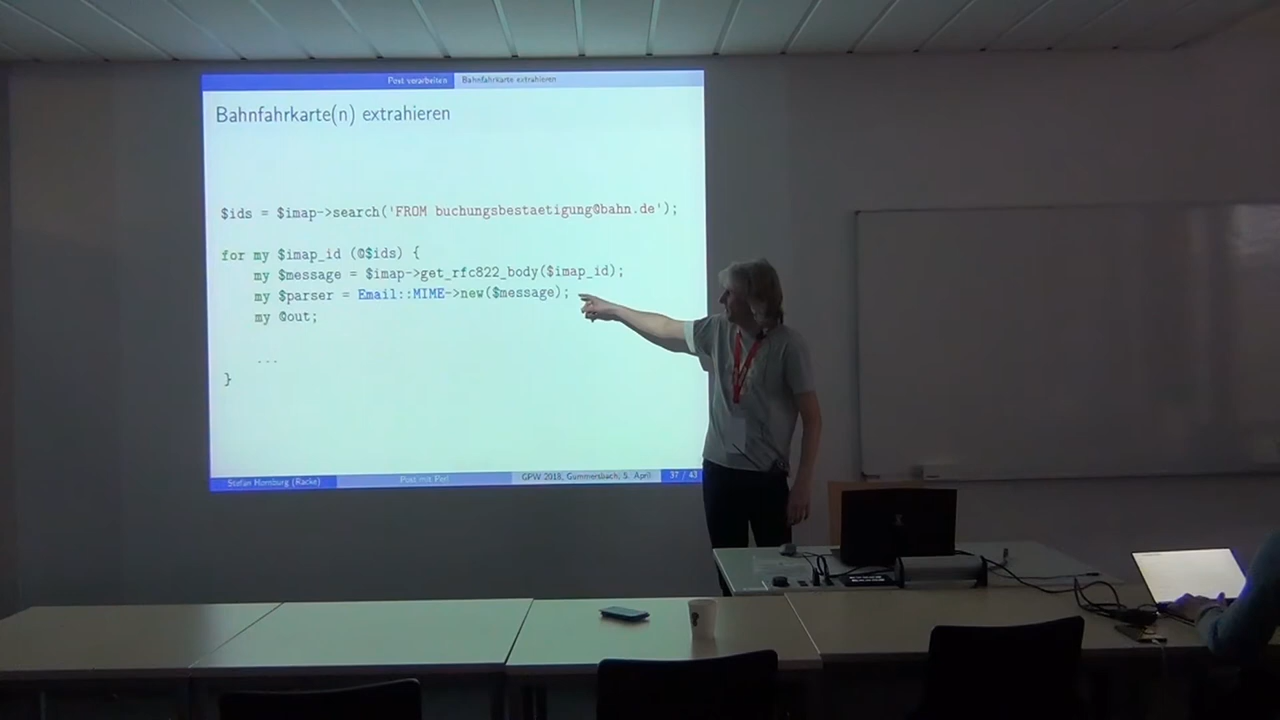 Post verarbeiten Bahnfahrkarte extrahieren
Bahnfahrkarte(n) extrahieren
$ids = $imap->search('FROM buchungsbestaetigung@bahn.de');
for my $imap_id (@$ids) {
my $message = $imap->get_rfc822_body($imap_id);
my $parser = Email::MIME->new($message);
my @out;
...
}
Stefan Hornburg (Racke) Post mit Perl GPW 2018, Gummersbach, 5. April 37 / 43